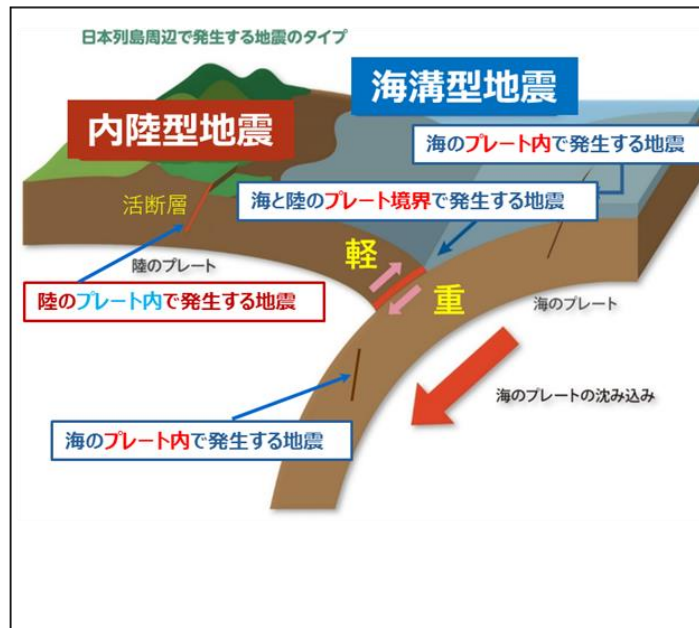 日本列島周辺で発生する地震のタイプ
海溝型地震
内陸型地震
海のプレート内で発生する地震
海と陸のプレート境界で発生する地震
活断層
軽
陸のプレート
陸のプレート内で発生する地震
重
海のプレート
海のプレートの沈み込み
海のプレート内で発生する地震